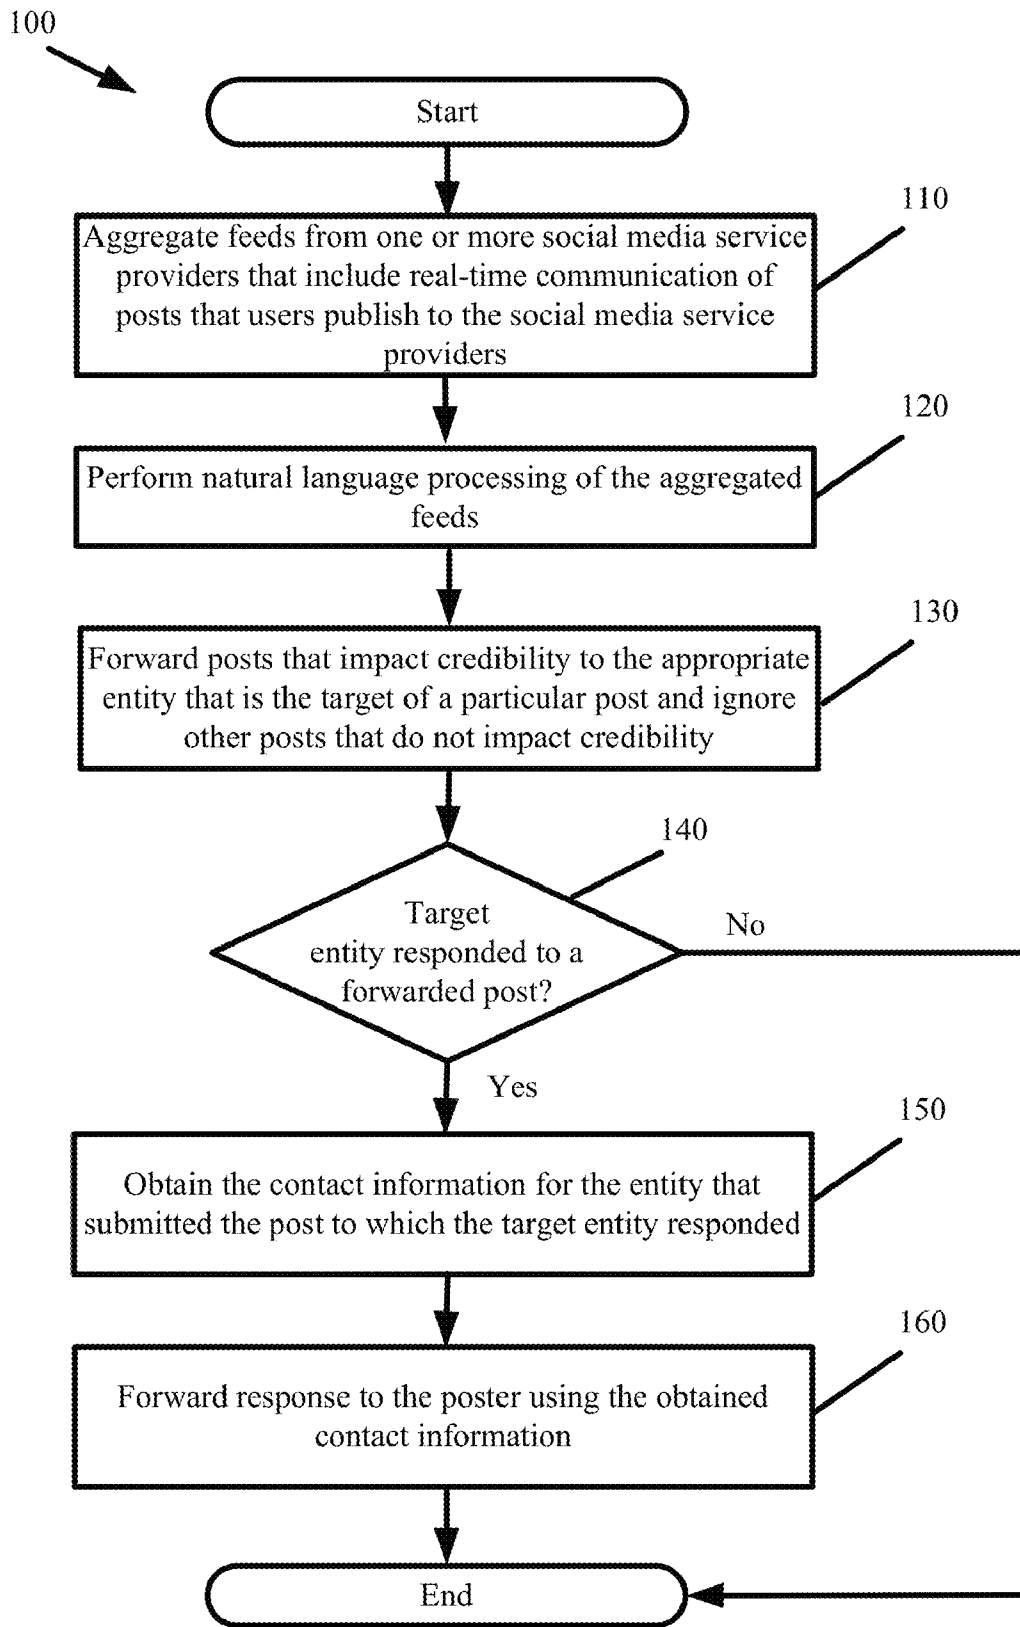 100
Start
110
Aggregate feeds from one or more social media service
providers that include real-time communication of
posts that users publish to the social media service
providers
120
Perform natural language processing of the aggregated
feeds
130
Forward posts that impact credibility to the appropriate
entity that is the target of a particular post and ignore
other posts that do not impact credibility
140
Target
entity responded to a
forwarded post?
No
Yes
150
Obtain the contact information for the entity that
submitted the post to which the target entity responded
160
Forward response to the poster using the obtained
contact information
End